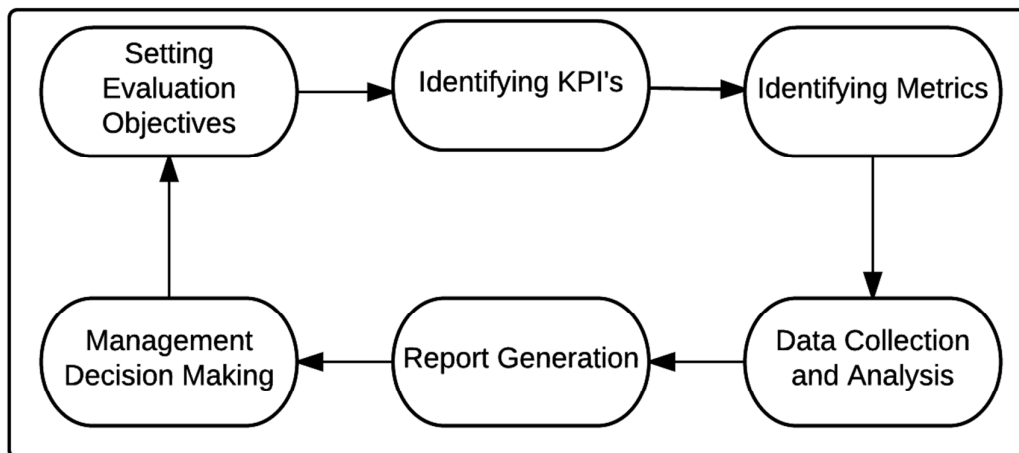 Setting
Evaluation
Objectives
Identifying KPI's
Identifying Metrics
Management
Decision Making
Report Generation
Data Collection
and Analysis